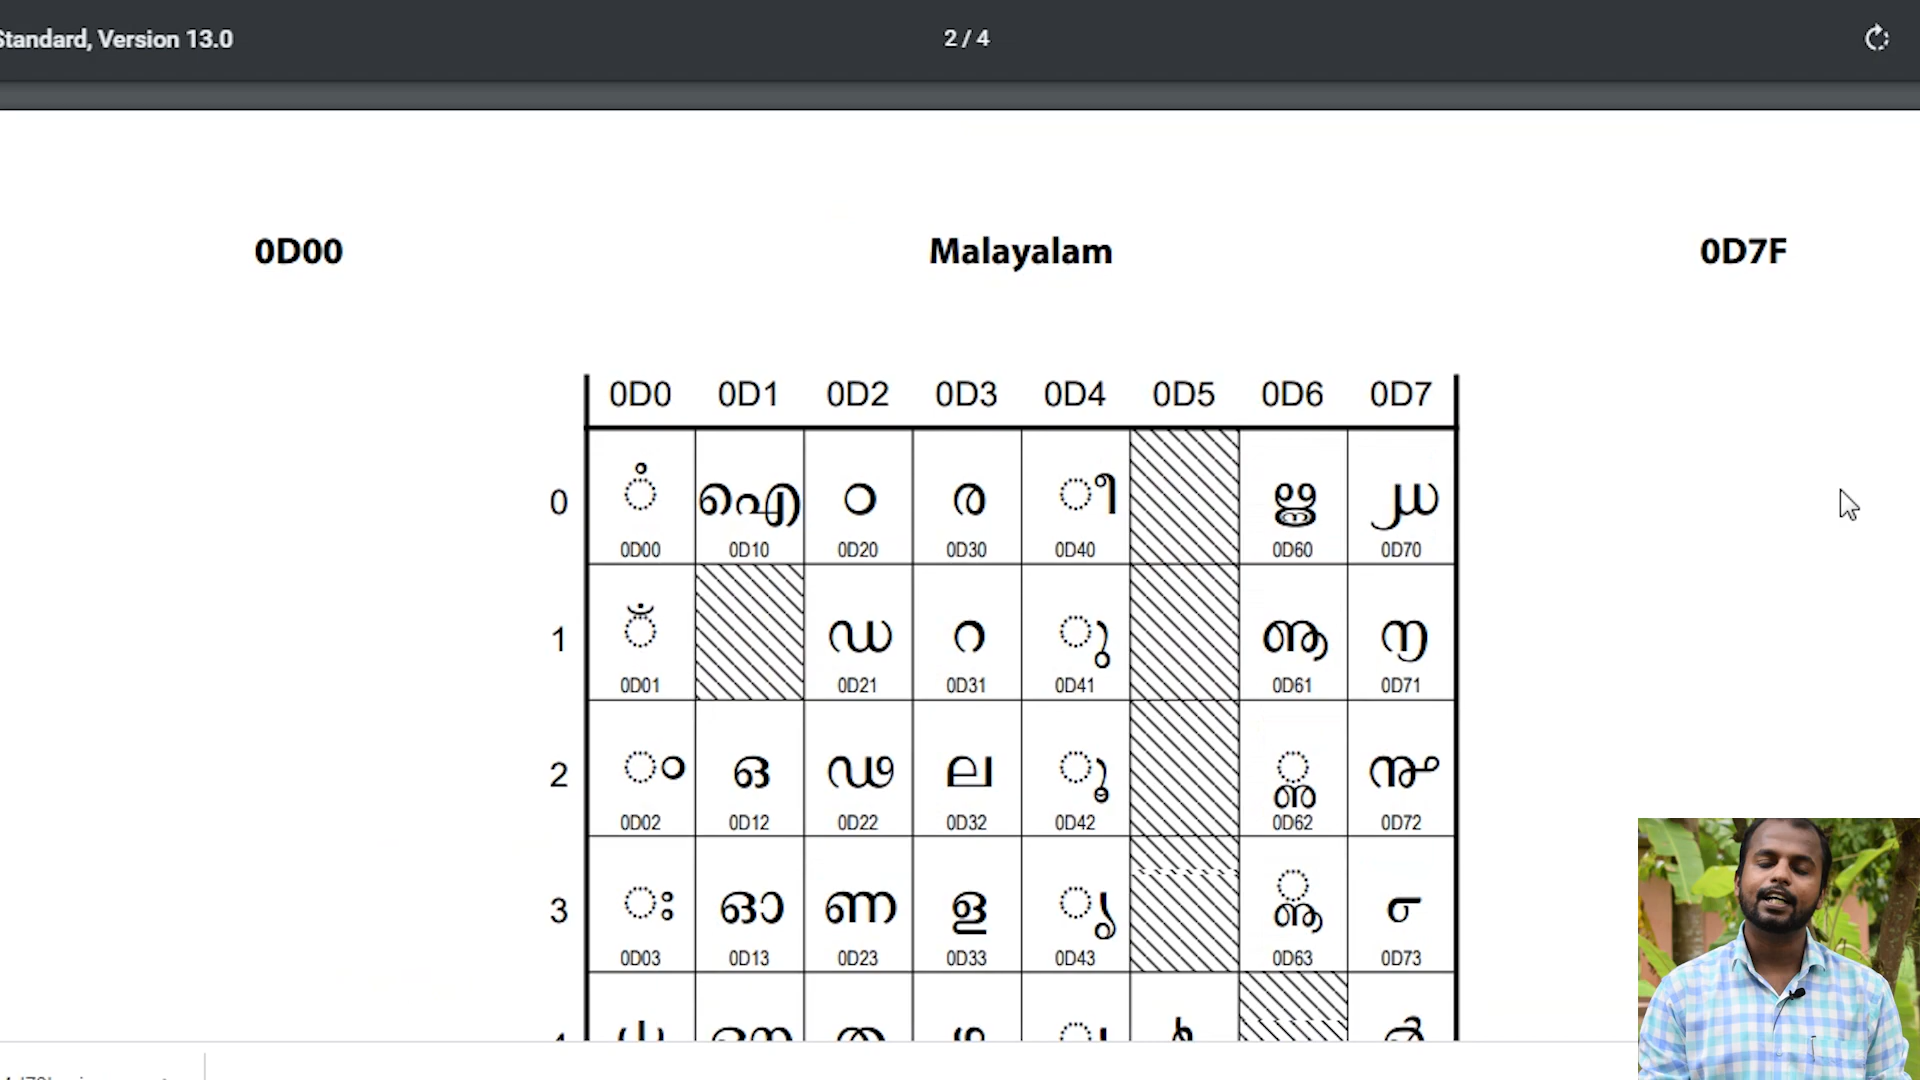 Standard, Version 13.0
2 / 4
0D00 Malayalam 0D7F
0D0 0D1 0D2 0D3 0D4 0D5 0D6 0D7
0 ഀ ഐ ഠ ര ീ ൠ ൰
0D00 0D10 0D20 0D30 0D40 0D60 0D70
1 ഁ ഡ റ ു ൡ ൱
0D01 0D21 0D31 0D41 0D61 0D71
2 ം ഒ ഢ ല ൂ ൢ ൲
0D02 0D12 0D22 0D32 0D42 0D62 0D72
3 ഃ ഓ ണ ള ൃ ൣ ൳
0D03 0D13 0D23 0D33 0D43 0D63 0D73